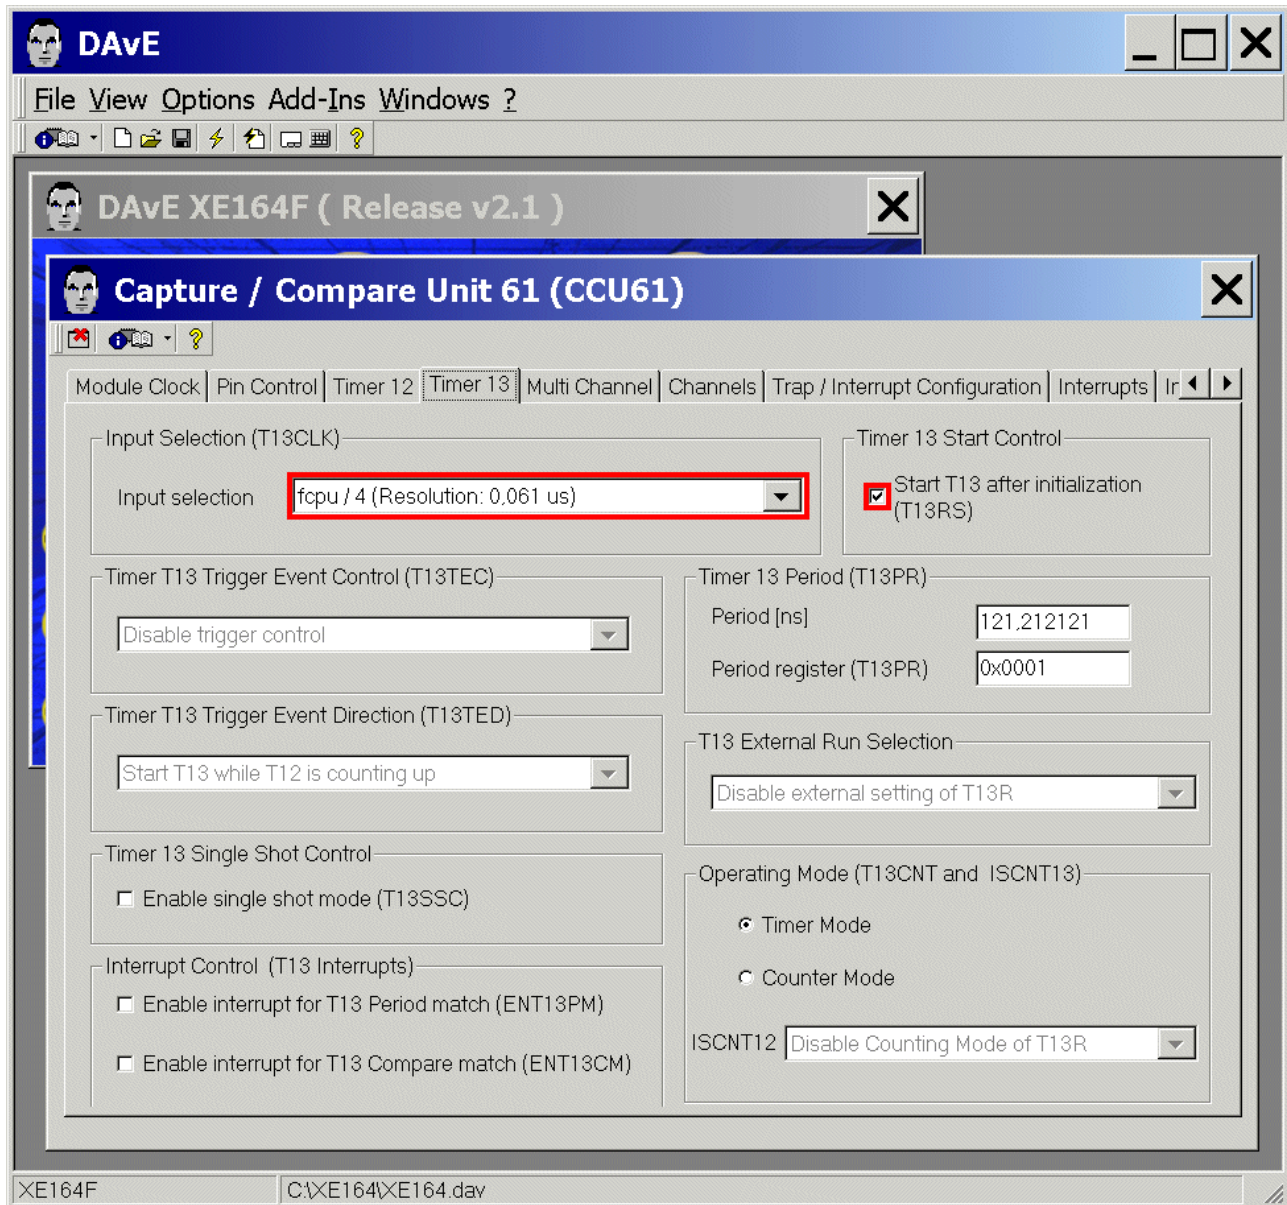 DAvE
File View Options Add-Ins Windows ?
DAvE XE164F ( Release v2.1 )
Capture / Compare Unit 61 (CCU61)
Module Clock Pin Control Timer 12 Timer 13 Multi Channel Channels Trap / Interrupt Configuration Interrupts
Input Selection (T13CLK)
Input selection fcpu / 4 (Resolution: 0,061 us)
Timer 13 Start Control
Start T13 after initialization
(T13RS)
Timer T13 Trigger Event Control (T13TEC)
Disable trigger control
Timer 13 Period (T13PR)
Period [ns] 121,212121
Period register (T13PR) 0x0001
Timer T13 Trigger Event Direction (T13TED)
Start T13 while T12 is counting up
T13 External Run Selection
Disable external setting of T13R
Timer 13 Single Shot Control
Enable single shot mode (T13SSC)
Operating Mode (T13CNT and ISCNT13)
Timer Mode
Counter Mode
ISCNT12 Disable Counting Mode of T13R
Interrupt Control (T13 Interrupts)
Enable interrupt for T13 Period match (ENT13PM)
Enable interrupt for T13 Compare match (ENT13CM)
XE164F C:\XE164\XE164.dav